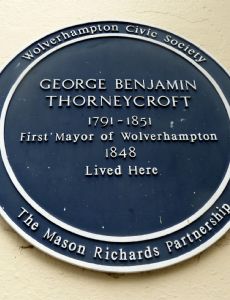 Wolverhampton Civic Society
GEORGE BENJAMIN
THORNEYCROFT
1791-1851
First Mayor of Wolverhampton
1848
Lived Here
The Mason Richards Partnership